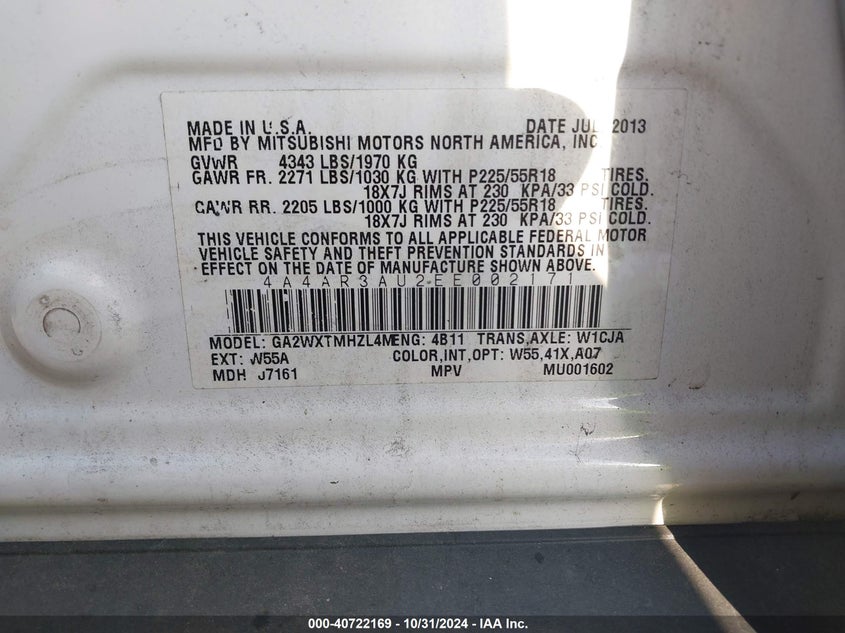 MADE IN U.S.A. DATE JUL 2013
MFD BY MITSUBISHI MOTORS NORTH AMERICA, INC.
GVWR 4343 LBS/1970 KG
GAWR FR. 2271 LBS/1030 KG WITH P225/55R18 TIRES.
18X7J RIMS AT 230 KPA/33 PSI COLD.
GAWR RR. 2205 LBS/1000 KG WITH P225/55R18 TIRES.
18X7J RIMS AT 230 KPA/33 PSI COLD.
THIS VEHICLE CONFORMS TO ALL APPLICABLE FEDERAL MOTOR
VEHICLE SAFETY AND THEFT PREVENTION STANDARDS IN
EFFECT ON THE DATE OF MANUFACTURE SHOWN ABOVE.
4A4AR3AU2EE002171
MODEL: GA2WXTMHZL4M ENG: 4B11 TRANS,AXLE: W1CJA
EXT: W55A COLOR,INT,OPT: W55,41X,A07
MDH J7161 MPV MU001602
000-40722169 - 10/31/2024 - IAA Inc.